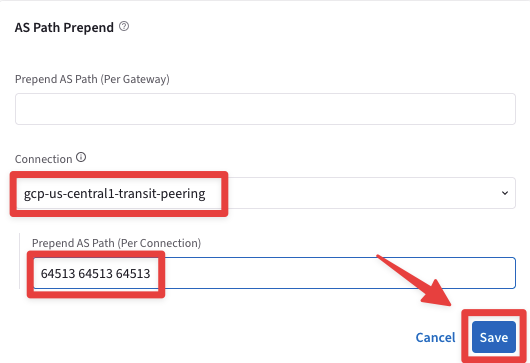 AS Path Prepend
Prepend AS Path (Per Gateway)
Connection
gcp-us-central1-transit-peering
Prepend AS Path (Per Connection)
64513 64513 64513
Cancel Save